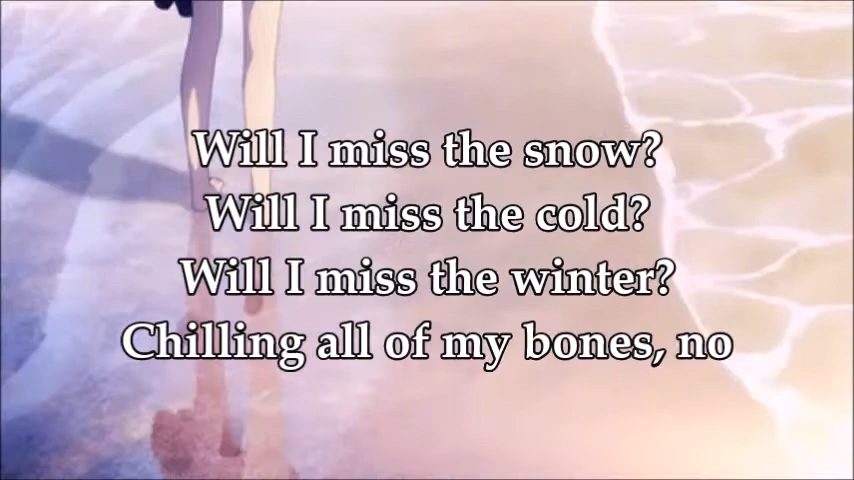 Will I miss the snow?
Will I miss the cold?
Will I miss the winter?
Chilling all of my bones, no